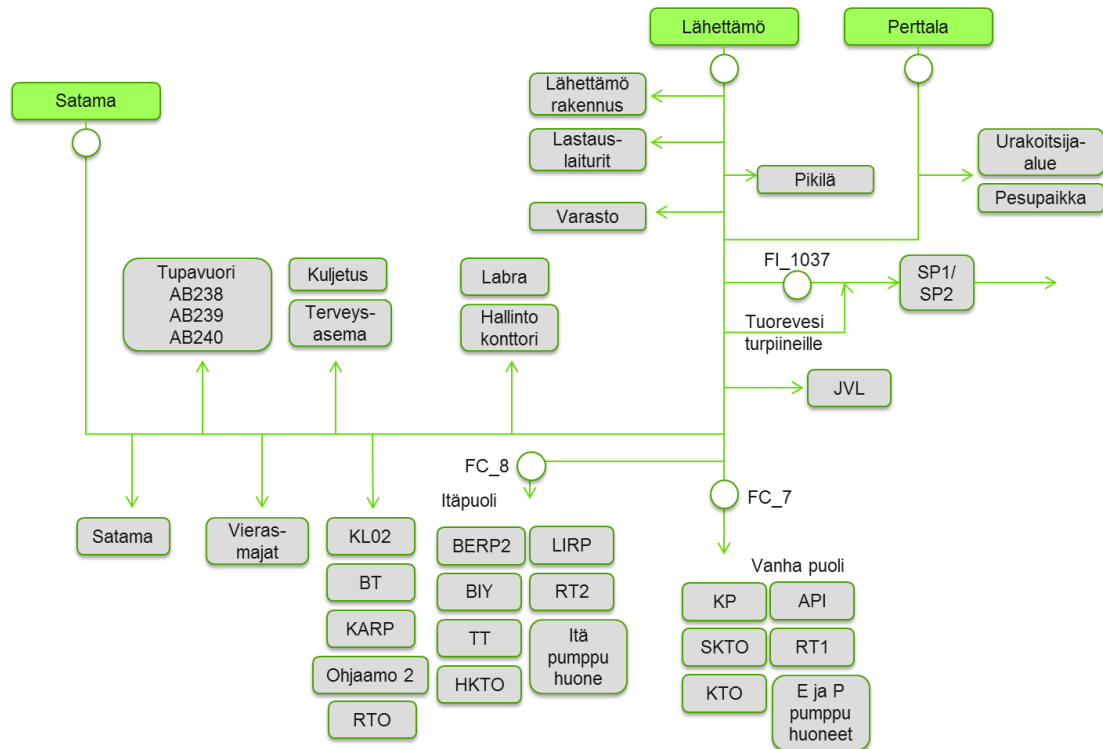 Lähettämö
Perttala
Satama
Lähettämö
rakennus
Lastaus-
laiturit
Pikilä
Urakoitsija-
alue
Pesupaikka
Varasto
FI_1037
SP1/
SP2
Tuorevesi
turpiineille
Tupavuori
AB238
AB239
AB240
Kuljetus
Terveys-
asema
Labra
Hallinto
konttori
JVL
FC_8
Itäpuoli
FC_7
Satama
Vieras-
majat
KL02
BT
KARP
Ohjaamo 2
RTO
BERP2
LIRP
BIY
RT2
TT
Itä
pumppu
huone
HKTO
Vanha puoli
KP
API
SKTO
RT1
KTO
E ja P
pumppu
huoneet